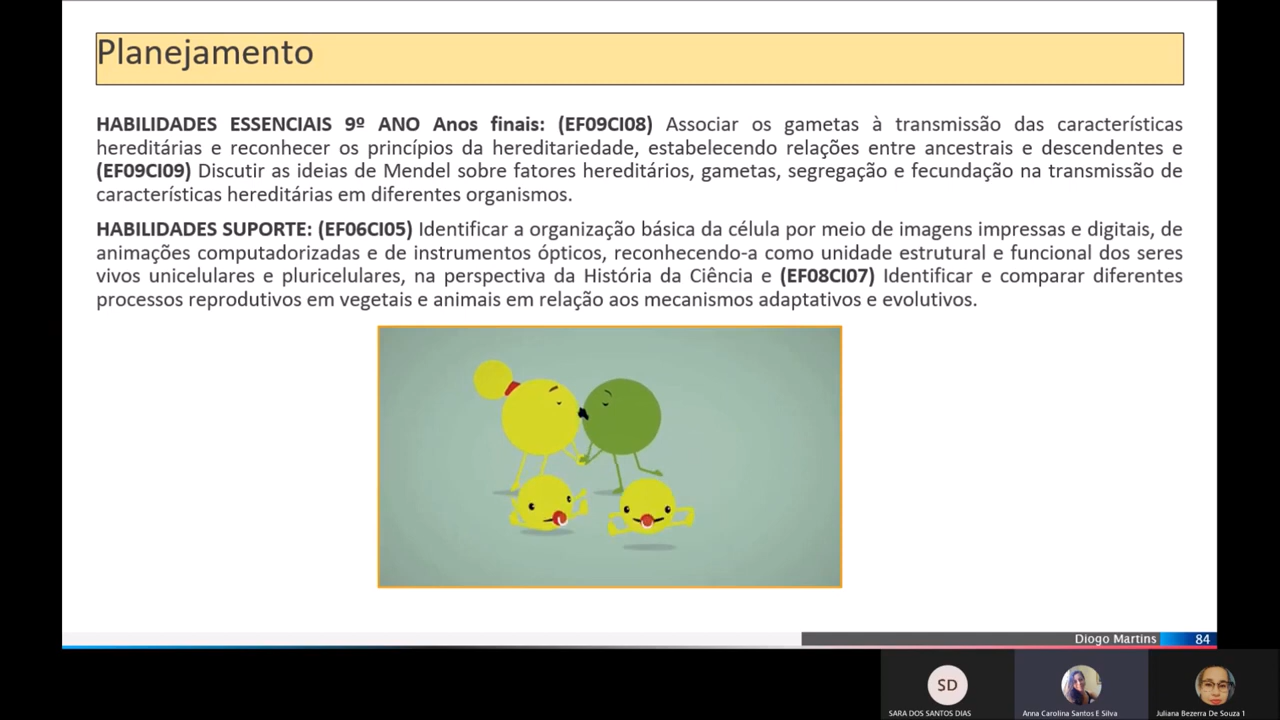 Planejamento
HABILIDADES ESSENCIAIS 9º ANO Anos finais: (EF09CI08) Associar os gametas à transmissão das características
hereditárias e reconhecer os princípios da hereditariedade, estabelecendo relações entre ancestrais e descendentes e
(EF09CI09) Discutir as ideias de Mendel sobre fatores hereditários, gametas, segregação e fecundação na transmissão de
características hereditárias em diferentes organismos.
HABILIDADES SUPORTE: (EF06CI05) Identificar a organização básica da célula por meio de imagens impressas e digitais, de
animações computadorizadas e de instrumentos ópticos, reconhecendo-a como unidade estrutural e funcional dos seres
vivos unicelulares e pluricelulares, na perspectiva da História da Ciência e (EF08CI07) Identificar e comparar diferentes
processos reprodutivos em vegetais e animais em relação aos mecanismos adaptativos e evolutivos.
Diogo Martins 84
SD
SARA DOS SANTOS DIAS
Anna Carolina Santos E Silva
Juliana Bezerra De Souza 1